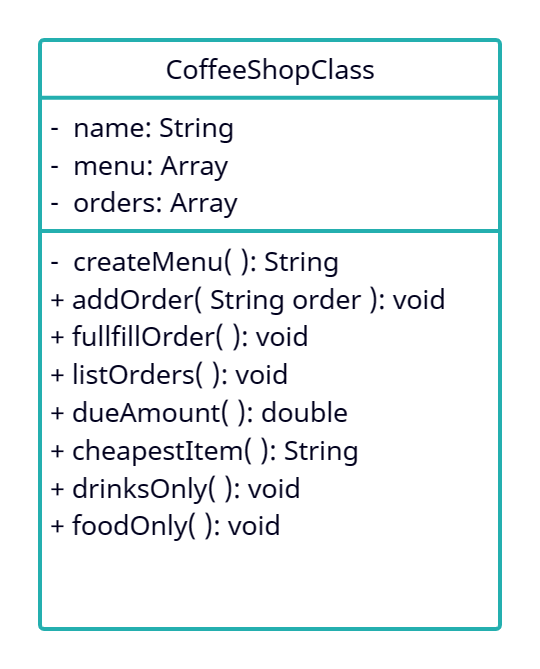 CoffeeShopClass
- name: String
- menu: Array
- orders: Array
- createMenu( ): String
+ addOrder( String order ): void
+ fullfillOrder( ): void
+ listOrders( ): void
+ dueAmount( ): double
+ cheapestItem( ): String
+ drinksOnly( ): void
+ foodOnly( ): void